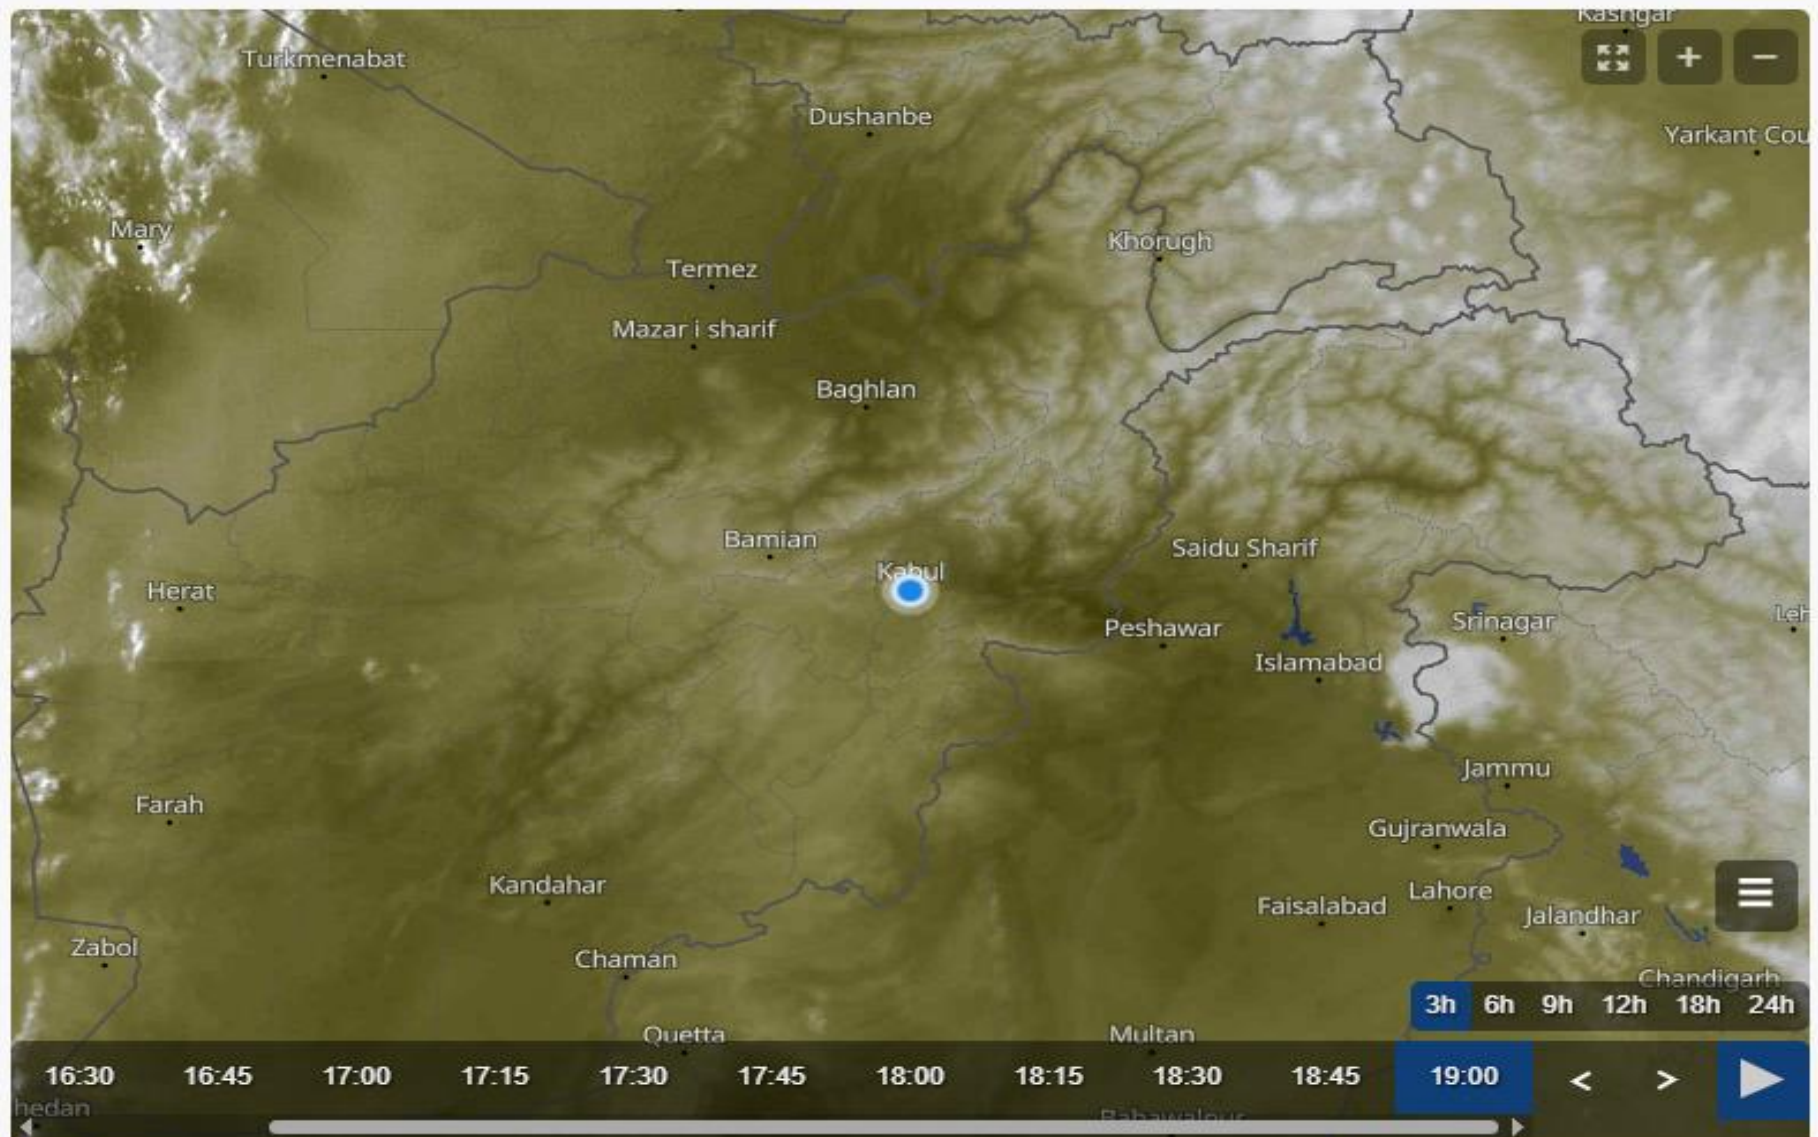 Kashgar
Turkmenabat
Dushanbe
Yarkant Cou
Mary
Khorugh
Termez
Mazar i sharif
Baghlan
Bamian
Saidu Sharif
Kabul
Herat
Leh
Srinagar
Peshawar
Islamabad
Jammu
Farah
Gujranwala
Kandahar
Lahore
Faisalabad
Jalandhar
Zabol
Chaman
Chandigarh
3h 6h 9h 12h 18h 24h
Quetta
Multan
16:30 16:45 17:00 17:15 17:30 17:45 18:00 18:15 18:30 18:45 19:00 < >
hedan
Bahawalpur